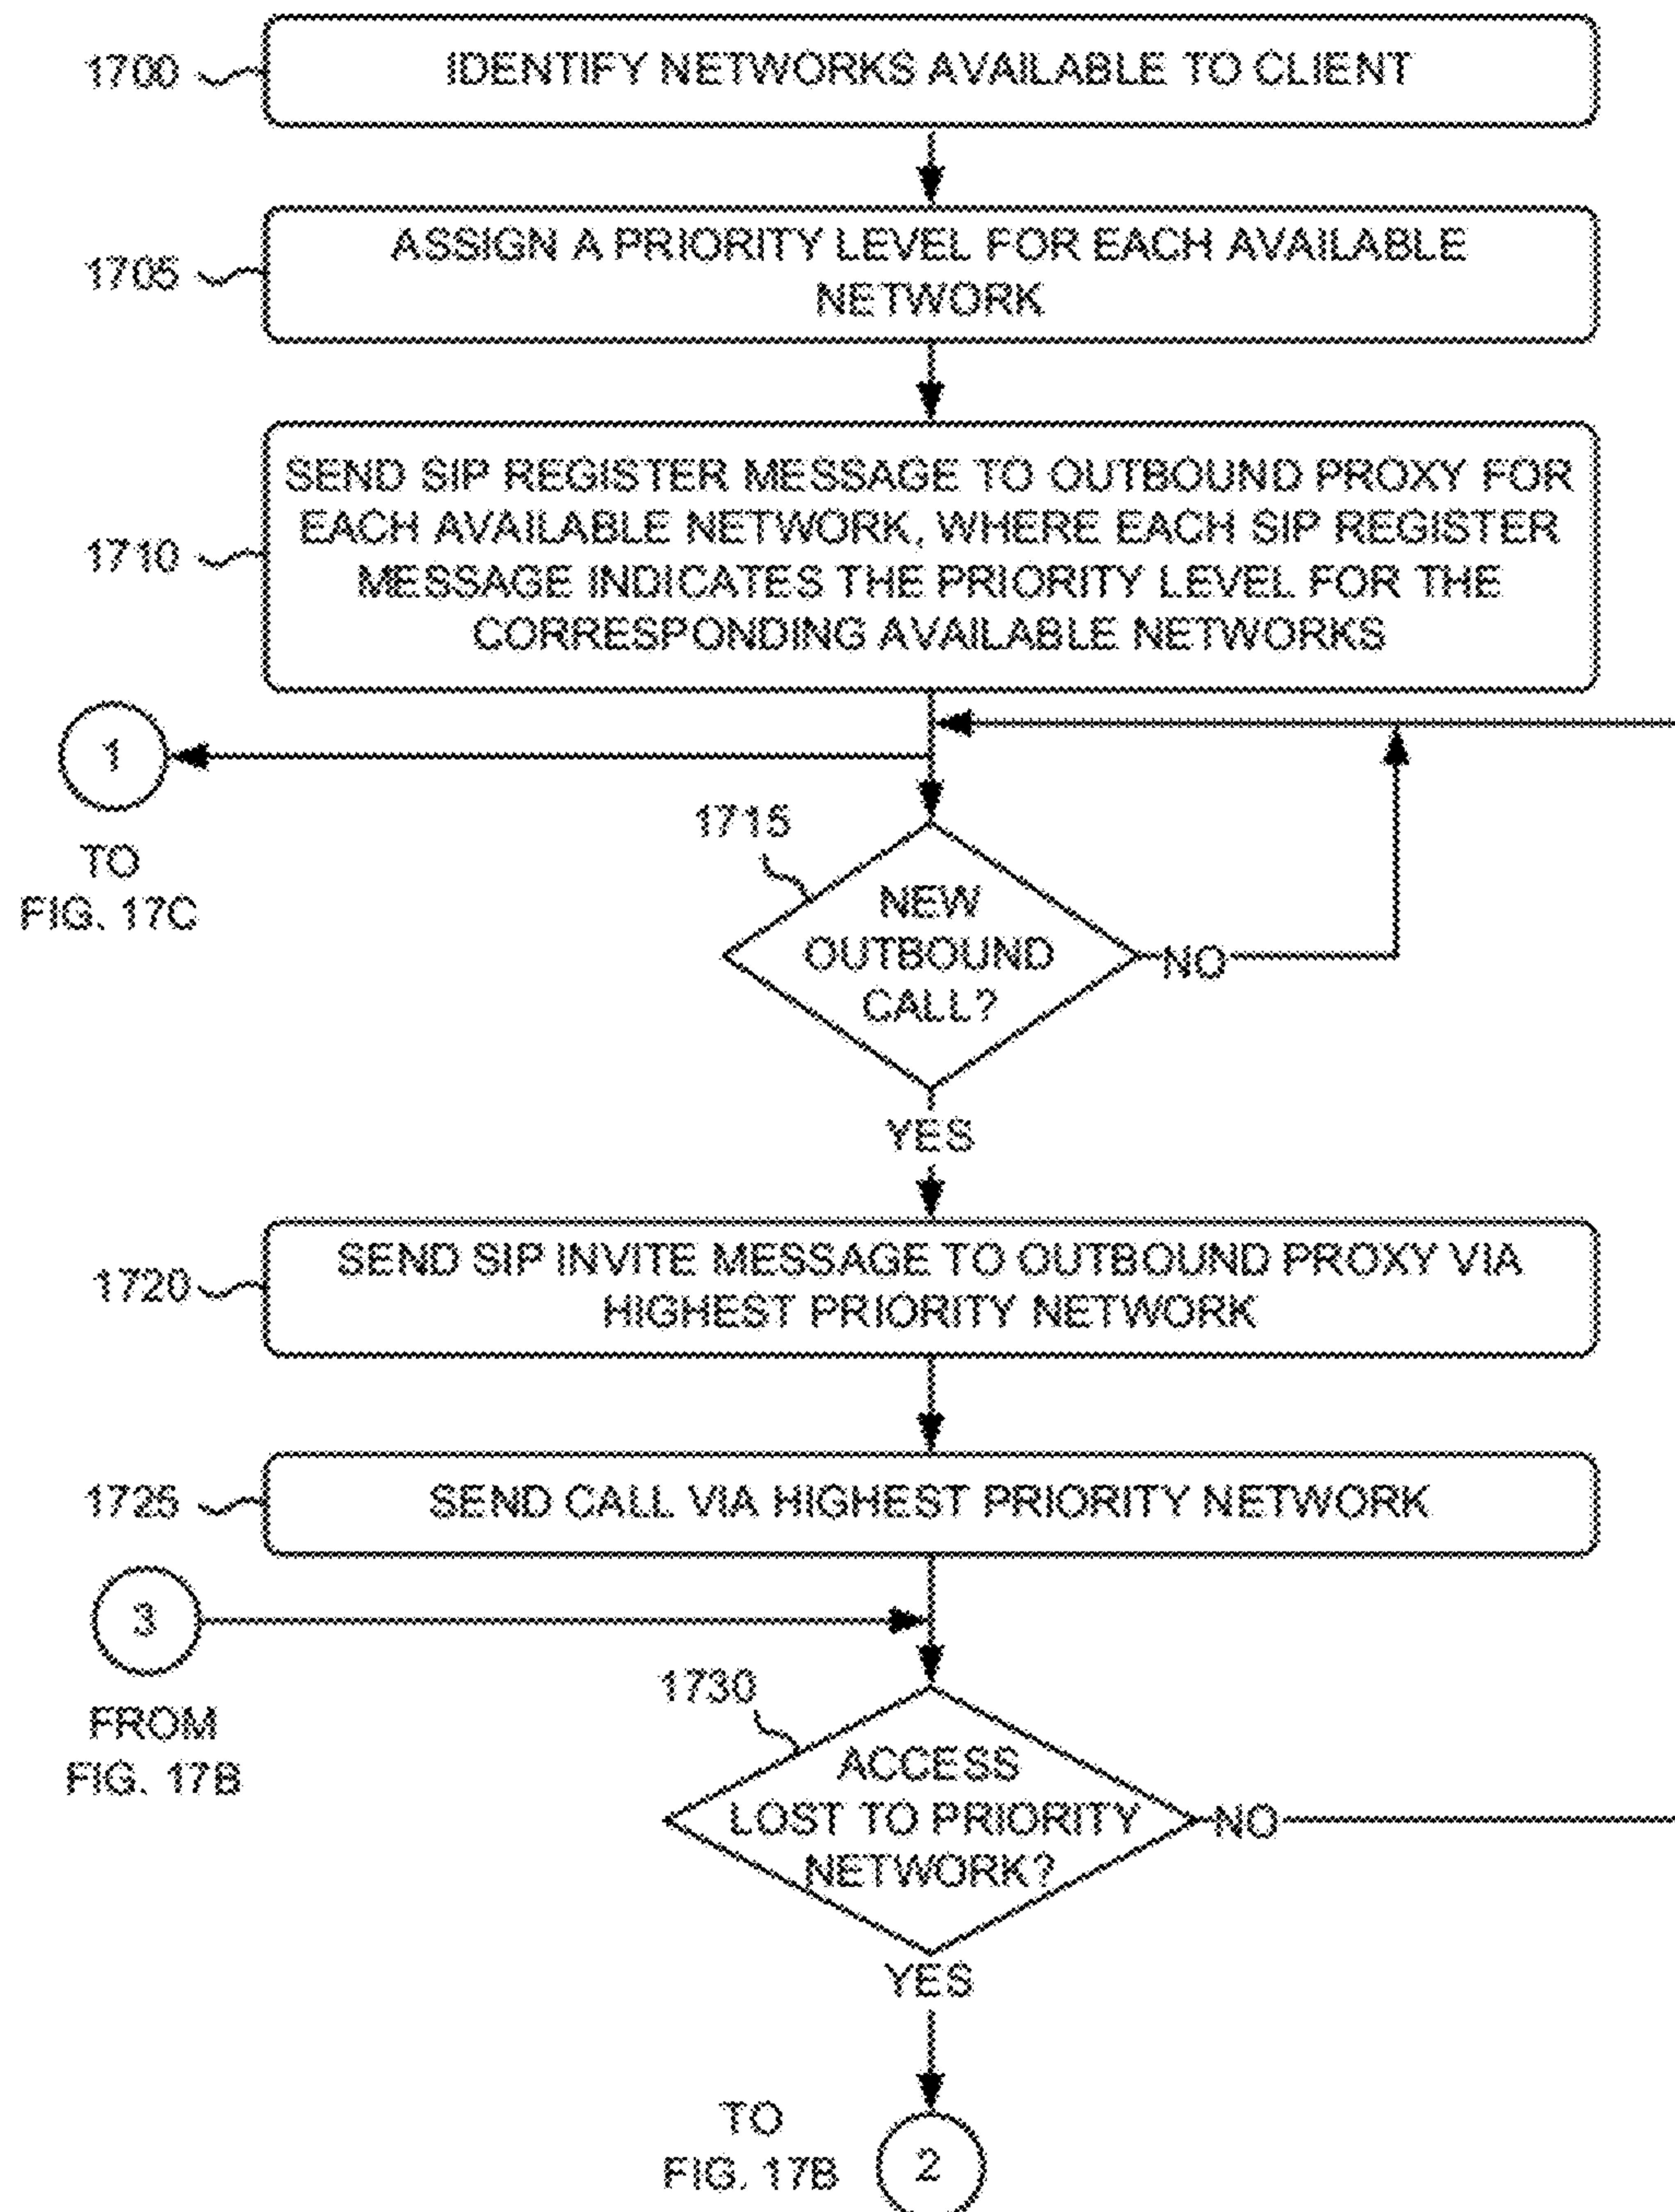 1700
IDENTIFY NETWORKS AVAILABLE TO CLIENT
1705
ASSIGN A PRIORITY LEVEL FOR EACH AVAILABLE
NETWORK
1710
SEND SIP REGISTER MESSAGE TO OUTBOUND PROXY FOR
EACH AVAILABLE NETWORK, WHERE EACH SIP REGISTER
MESSAGE INDICATES THE PRIORITY LEVEL FOR THE
CORRESPONDING AVAILABLE NETWORKS
1
TO
FIG. 17C
1715
NEW
OUTBOUND
CALL?
NO
YES
1720
SEND SIP INVITE MESSAGE TO OUTBOUND PROXY VIA
HIGHEST PRIORITY NETWORK
1725
SEND CALL VIA HIGHEST PRIORITY NETWORK
3
FROM
FIG. 17B
1730
ACCESS
LOST TO PRIORITY
NETWORK?
NO
YES
TO
FIG. 17B
2